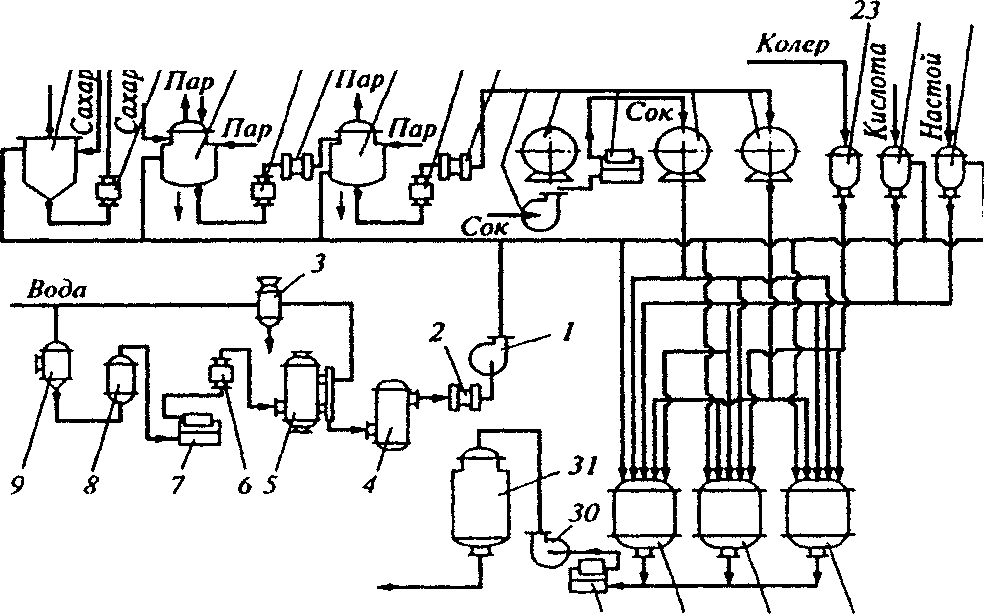 23
Колер
Сахар
Сахар
Пар
Пар
Пар
Пар
Сок
Кислота
Настой
Сок
Вода
3
2
1
9
8
7
6
5
4
31
30